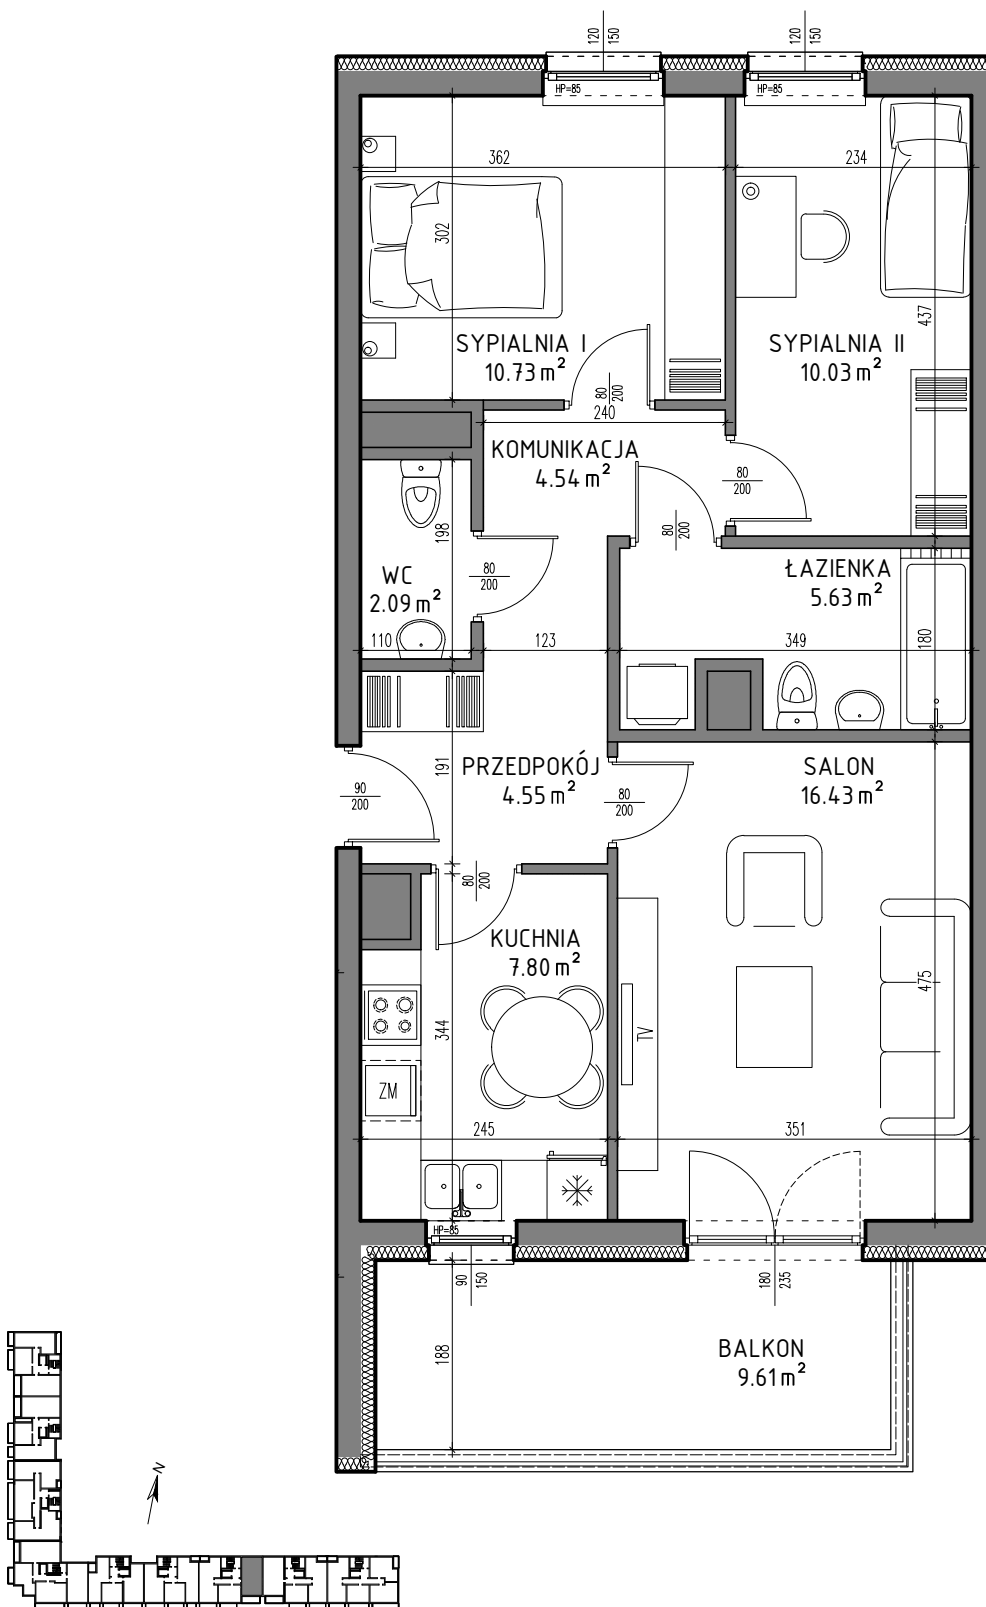 120
150
120
150
HP=85
HP=85
362
234
302
437
SYPIALNIA I
10.73 m²
SYPIALNIA II
10.03 m²
80
200
240
KOMUNIKACJA
4.54 m²
80
200
80
200
198
WC
2.09 m²
80
200
ŁAZIENKA
5.63 m²
110
123
349
180
191
PRZEDPOKÓJ
4.55 m²
SALON
16.43 m²
90
200
80
200
80
200
KUCHNIA
7.80 m²
475
344
TV
ZM
245
351
HP=85
90
150
180
235
188
BALKON
9.61 m²
N